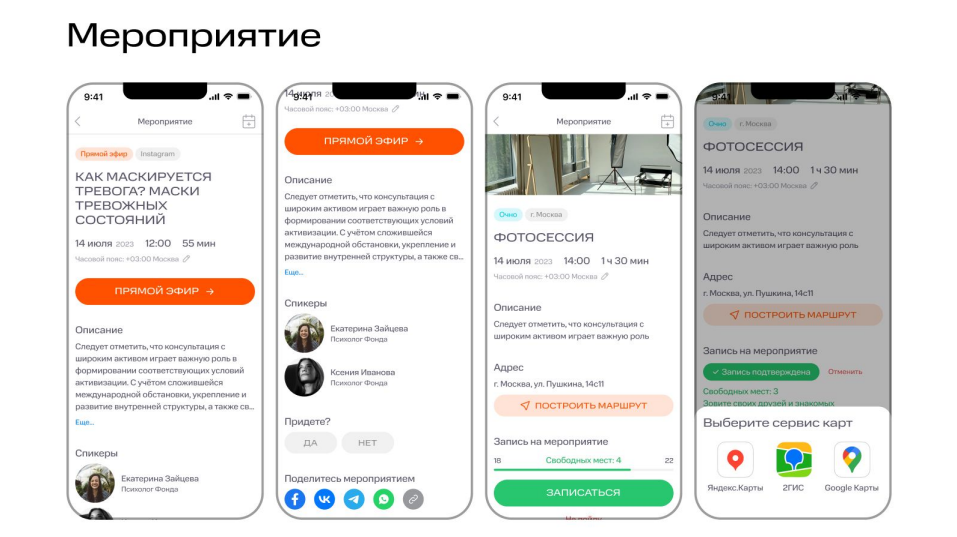 Мероприятие
9:41
Мероприятие
Прямой эфир Instagram
КАК МАСКИРУЕТСЯ
ТРЕВОГА? МАСКИ
ТРЕВОЖНЫХ
СОСТОЯНИЙ
14 июля 2023 12:00 55 мин
Часовой пояс: +03:00 Москва
ПРЯМОЙ ЭФИР →
Описание
Следует отметить, что консультация с
широким активом играет важную роль в
формировании соответствующих условий
активизации. С учётом сложившейся
международной обстановки, укрепление и
развитие внутренней структуры, а также св...
Еще...
Спикеры
Екатерина Зайцева
Психолог Фонда
9:41
14 июля
Часовой пояс: +03:00 Москва
ПРЯМОЙ ЭФИР →
Описание
Следует отметить, что консультация с
широким активом играет важную роль в
формировании соответствующих условий
активизации. С учётом сложившейся
международной обстановки, укрепление и
развитие внутренней структуры, а также св...
Еще...
Спикеры
Екатерина Зайцева
Психолог Фонда
Ксения Иванова
Психолог Фонда
Придете?
ДА НЕТ
Поделитесь мероприятием
9:41
Мероприятие
Очно г. Москва
ФОТОСЕССИЯ
14 июля 2023 14:00 1 ч 30 мин
Часовой пояс: +03:00 Москва
Описание
Следует отметить, что консультация с
широким активом играет важную роль
Адрес
г. Москва, ул. Пушкина, 14с11
ПОСТРОИТЬ МАРШРУТ
Запись на мероприятие
18 Свободных мест: 4 22
ЗАПИСАТЬСЯ
Не пойду
9:41
Очно г. Москва
ФОТОСЕССИЯ
14 июля 2023 14:00 1 ч 30 мин
Часовой пояс: +03:00 Москва
Описание
Следует отметить, что консультация с
широким активом играет важную роль
Адрес
г. Москва, ул. Пушкина, 14с11
ПОСТРОИТЬ МАРШРУТ
Запись на мероприятие
✓ Запись подтверждена Отменить
Свободных мест: 3
Зовите своих друзей и знакомых
Выберите сервис карт
Яндекс.Карты 2ГИС Google Карты